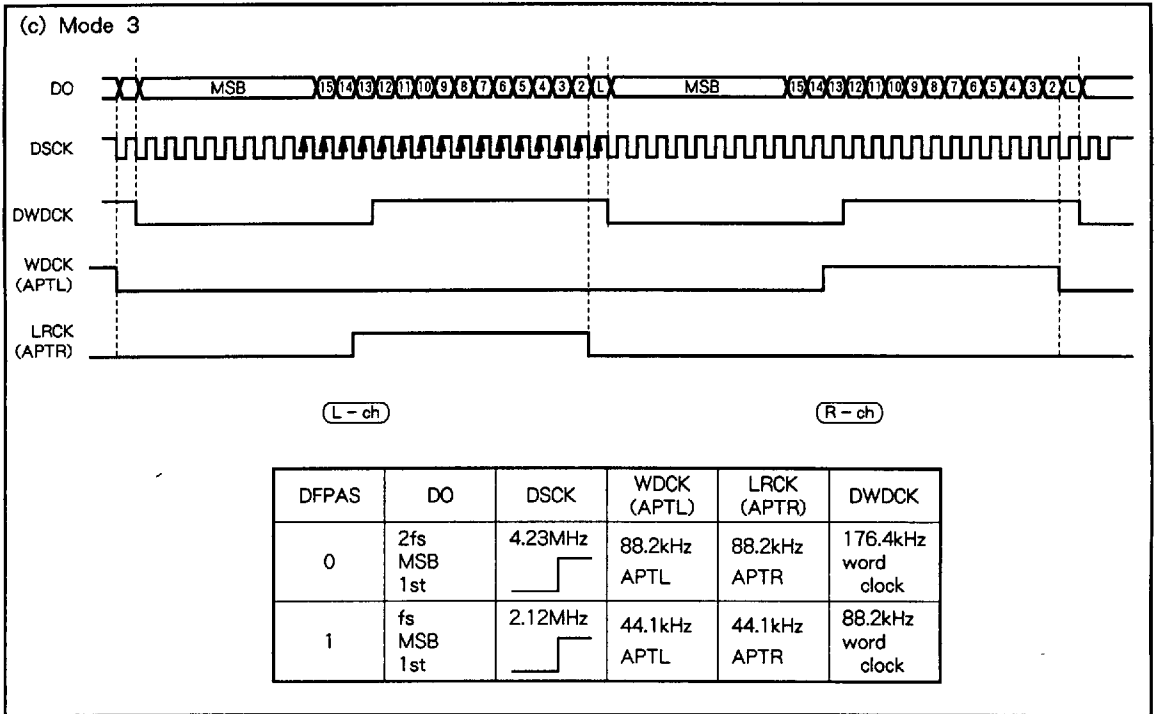 (c) Mode 3
DO MSB 15 14 13 12 11 10 9 8 7 6 5 4 3 2 L MSB 15 14 13 12 11 10 9 8 7 6 5 4 3 2 L
DSCK
DWDCK
WDCK
(APTL)
LRCK
(APTR)
L - ch R - ch
DFPAS DO DSCK WDCK (APTL) LRCK (APTR) DWDCK
0 2fs MSB 1st 4.23MHz 88.2kHz APTL 88.2kHz APTR 176.4kHz word clock
1 fs MSB 1st 2.12MHz 44.1kHz APTL 44.1kHz APTR 88.2kHz word clock